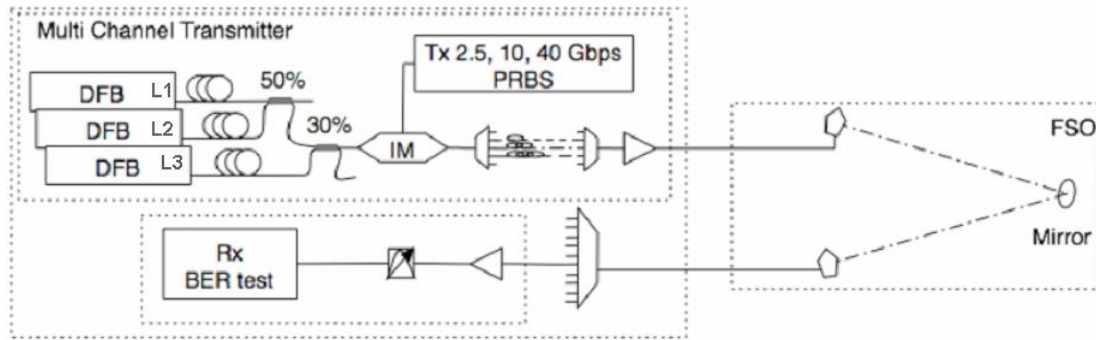 Multi Channel Transmitter
Tx 2.5, 10, 40 Gbps
PRBS
50%
DFB L1
DFB L2
30%
DFB L3
IM
FSO
Mirror
Rx
BER test